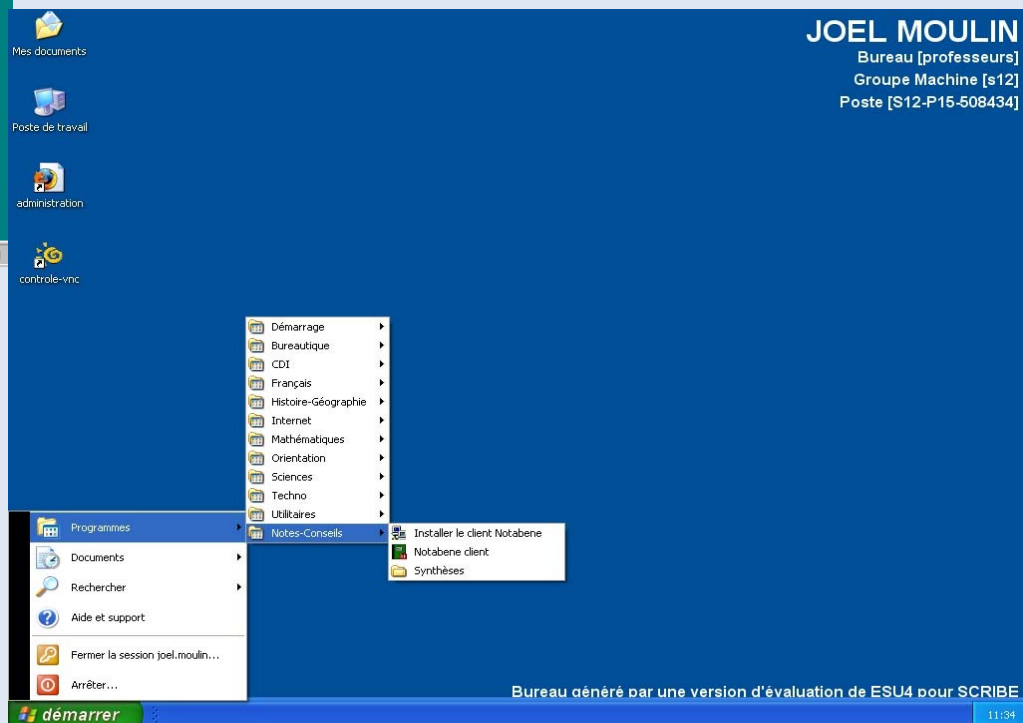 JOEL MOULIN
Bureau [professeurs]
Groupe Machine [s12]
Poste [S12-P15-508434]
Mes documents
Poste de travail
administration
controle-vnc
Démarrage
Bureautique
CDI
Français
Histoire-Géographie
Internet
Mathématiques
Orientation
Sciences
Techno
Utilitaires
Notes-Conseils
Installer le client Notabene
Notabene client
Synthèses
Programmes
Documents
Rechercher
Aide et support
Fermer la session joel.moulin...
Arrêter...
Bureau généré par une version d'évaluation de ESU4 pour SCRIBE
démarrer
11:34